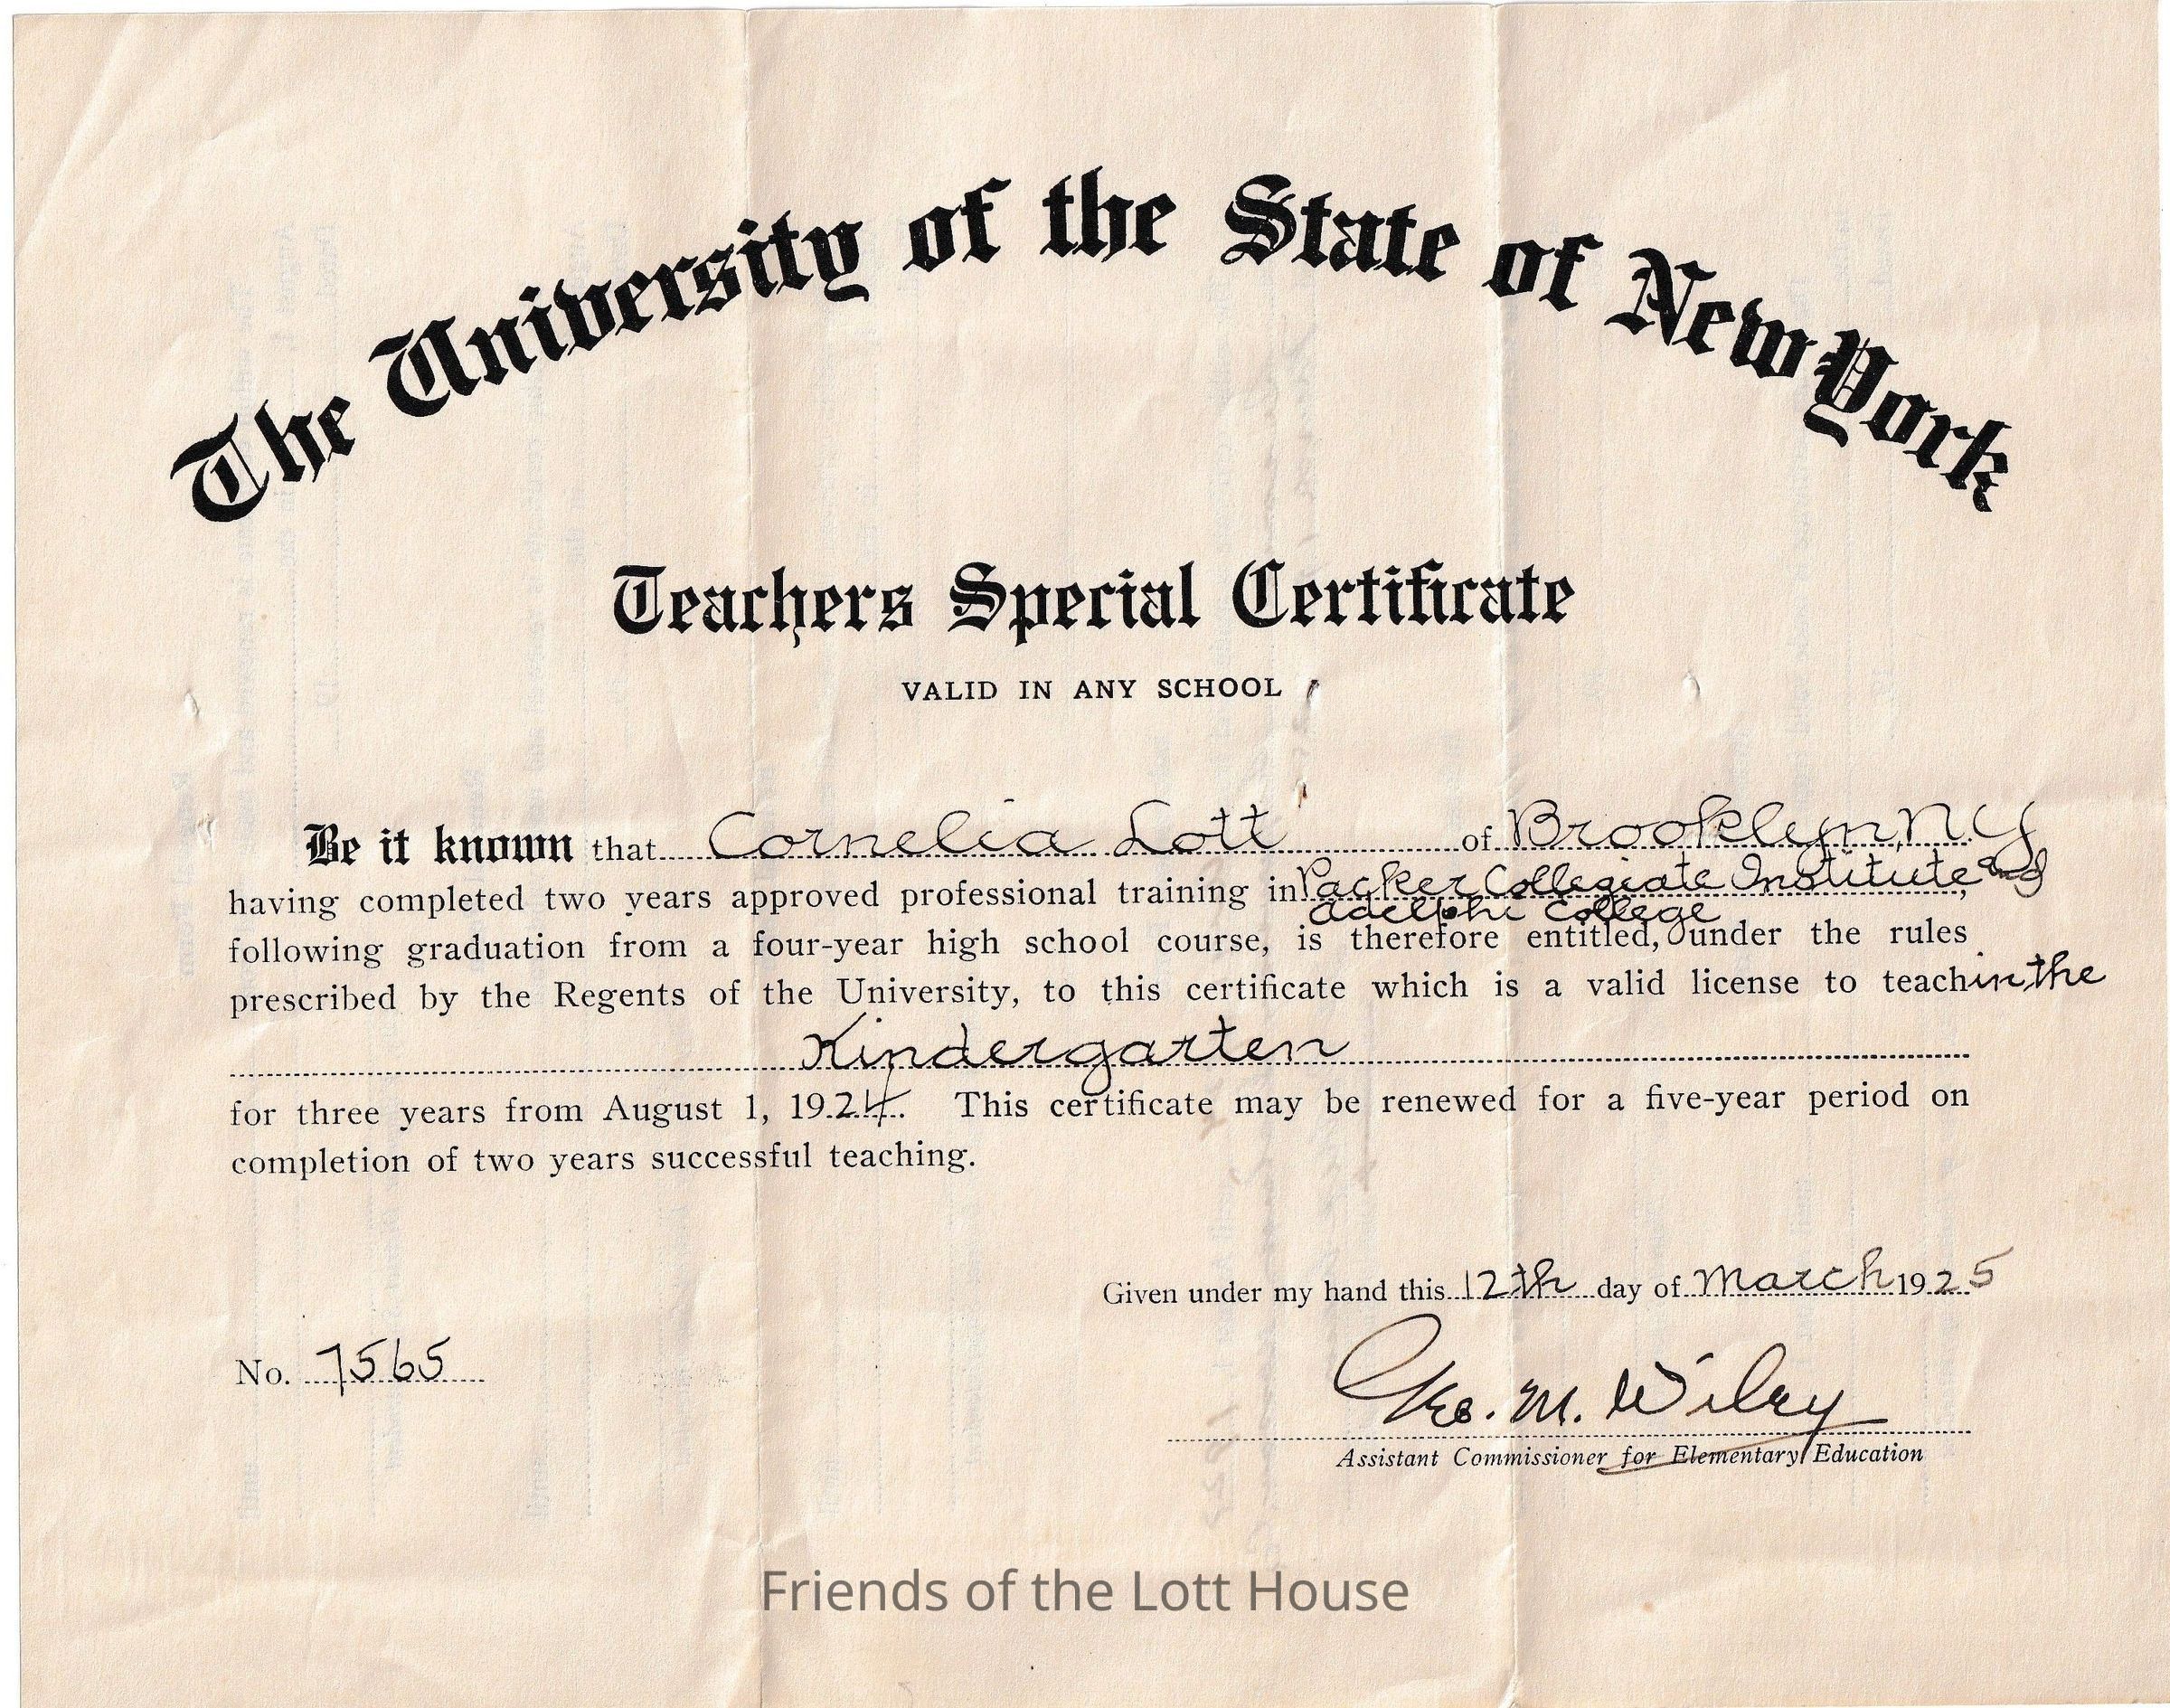 The University of the State of New York
Teachers Special Certificate
VALID IN ANY SCHOOL
Be it known that Cornelia Lott of Brooklyn, N.Y
having completed two years approved professional training in Packer Collegiate Institute, and
adelphi College
following graduation from a four-year high school course, is therefore entitled, under the rules
prescribed by the Regents of the University, to this certificate which is a valid license to teach in the
Kindergarten
for three years from August 1, 1924. This certificate may be renewed for a five-year period on
completion of two years successful teaching.
Given under my hand this 12th day of March 1925
No. 7565
Geo. M. Wiley
Assistant Commissioner for Elementary Education
Friends of the Lott House